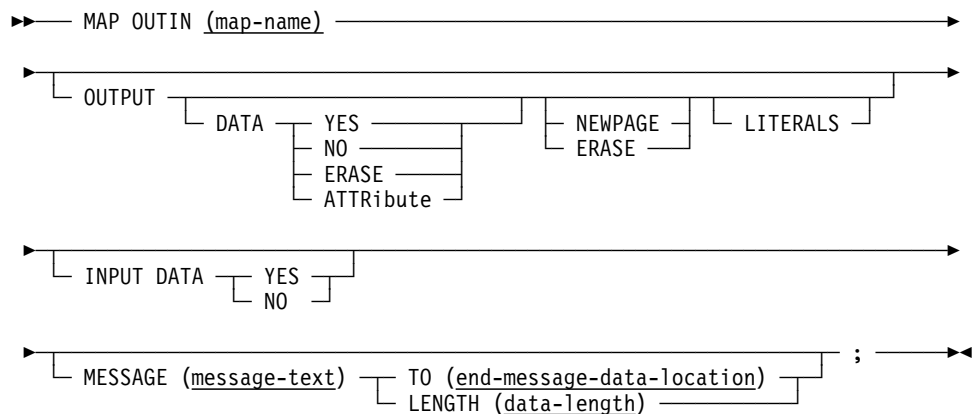 MAP OUTIN (map-name)
OUTPUT
DATA YES NEWPAGE LITERALS
NO ERASE
ERASE
ATTRibute
INPUT DATA YES
NO
MESSAGE (message-text) TO (end-message-data-location) ;
LENGTH (data-length)